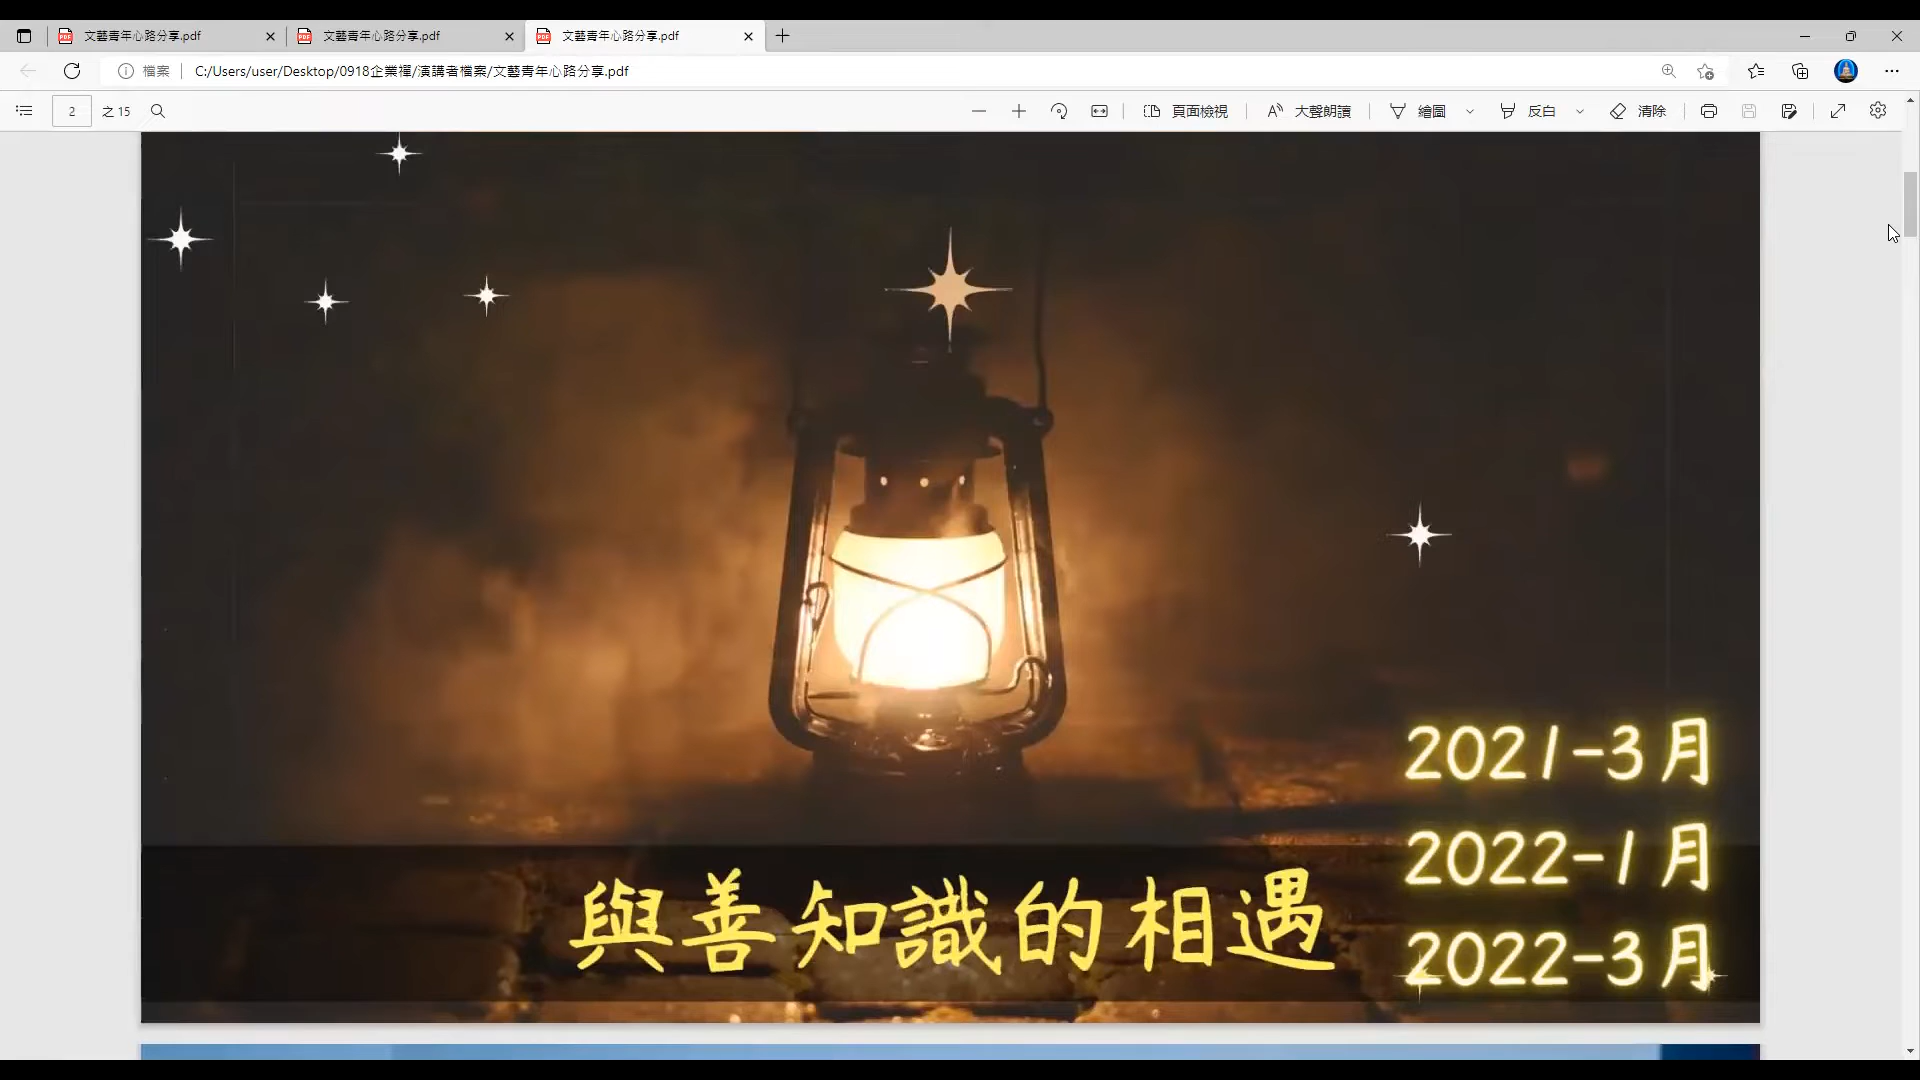 文藝青年心路分享.pdf
文藝青年心路分享.pdf
文藝青年心路分享.pdf
檔案
C:/Users/user/Desktop/0918企業禪/演講者檔案/文藝青年心路分享.pdf
2 之 15
頁面檢視
大聲朗讀
繪圖
反白
清除
2021-3月
2022-1月
2022-3月
與善知識的相遇